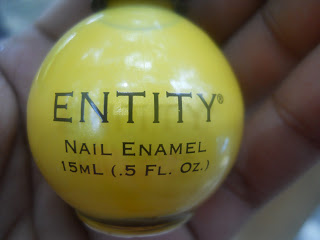 ENTITY®
NAIL ENAMEL
15ML (.5 FL. OZ.)